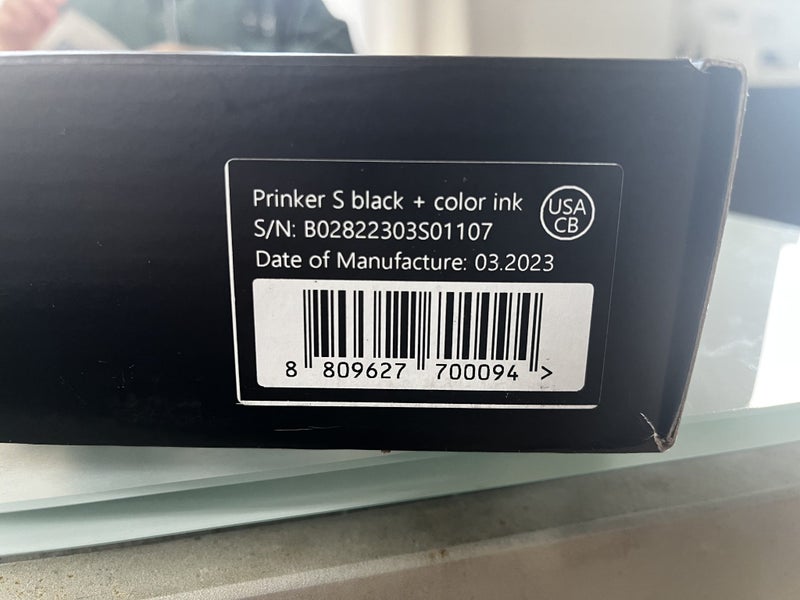 Prinker S black + color ink
USA
CB
S/N: B02822303S01107
Date of Manufacture: 03.2023
8 809627 700094 >